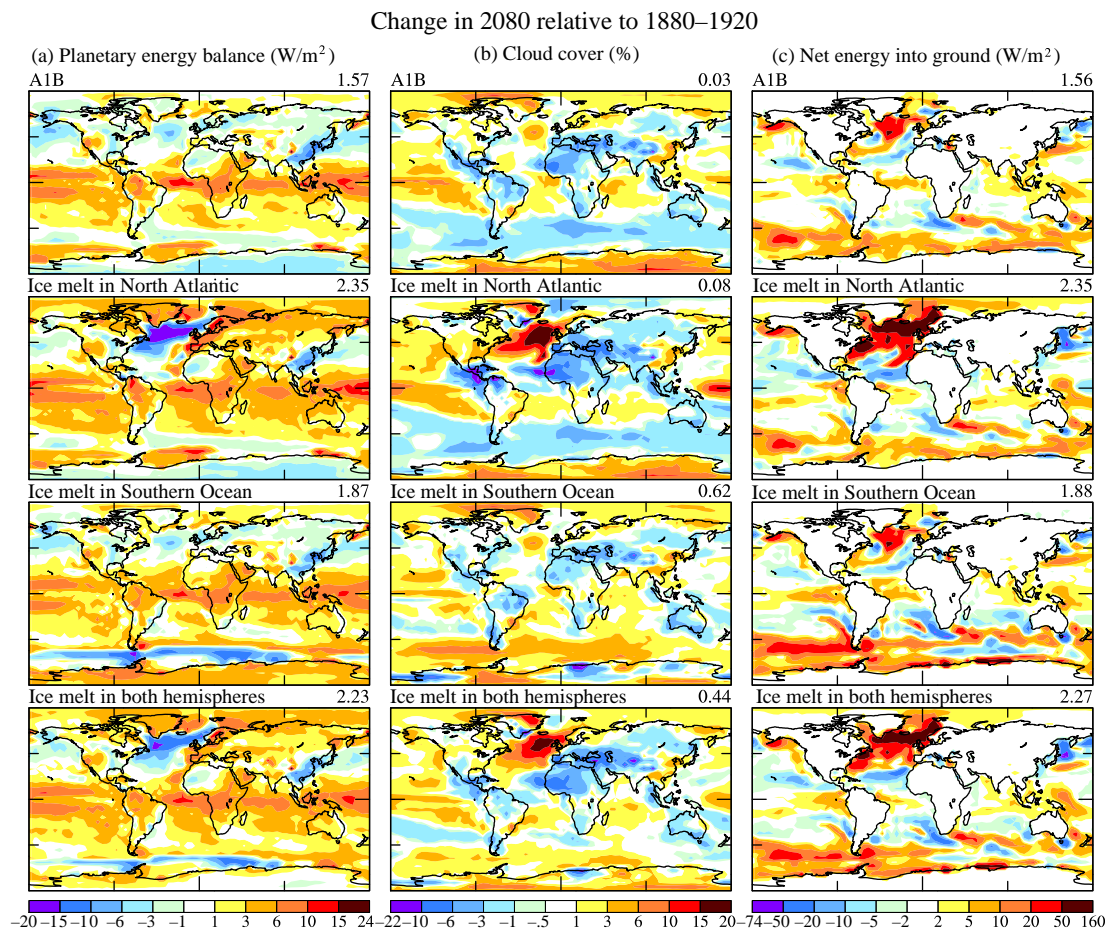 Change in 2080 relative to 1880–1920
(a) Planetary energy balance (W/m²) (b) Cloud cover (%) (c) Net energy into ground (W/m²)
A1B 1.57 A1B 0.03 A1B 1.56
Ice melt in North Atlantic 2.35 Ice melt in North Atlantic 0.08 Ice melt in North Atlantic 2.35
Ice melt in Southern Ocean 1.87 Ice melt in Southern Ocean 0.62 Ice melt in Southern Ocean 1.88
Ice melt in both hemispheres 2.23 Ice melt in both hemispheres 0.44 Ice melt in both hemispheres 2.27
–20 –15 –10 –6 –3 –1 1 3 6 10 15 24 –22 –10 –6 –3 –1 –.5 1 3 6 10 15 20 –74 –50 –20 –10 –5 –2 2 5 10 20 50 160